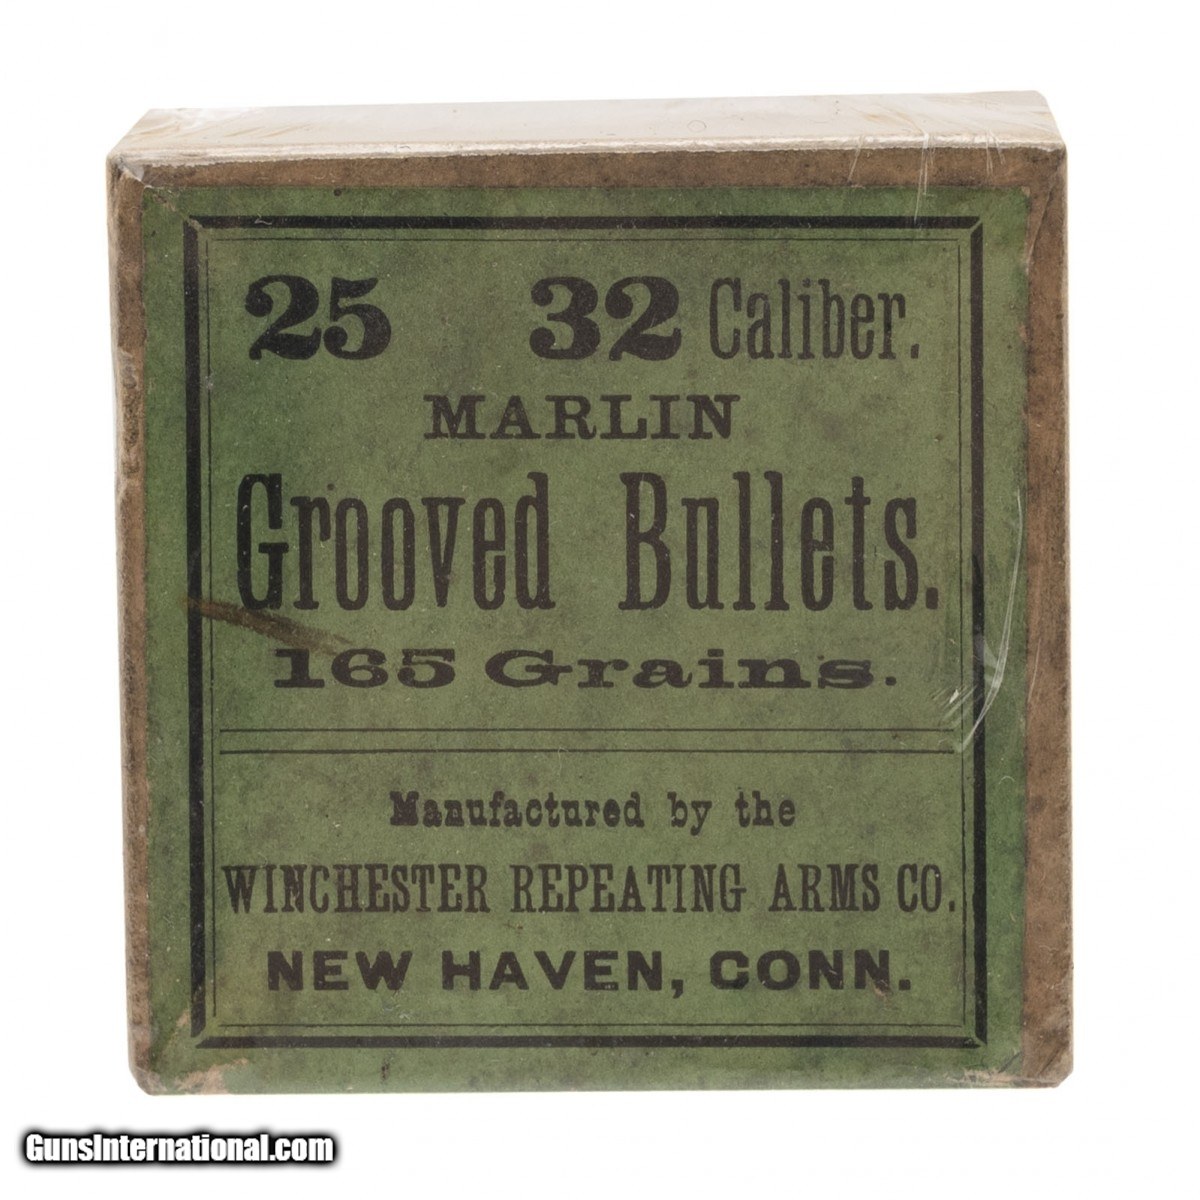 25 32 Caliber.
MARLIN
Grooved Bullets.
165 Grains.
Manufactured by the
WINCHESTER REPEATING ARMS CO.
NEW HAVEN, CONN.
GunsInternational.com